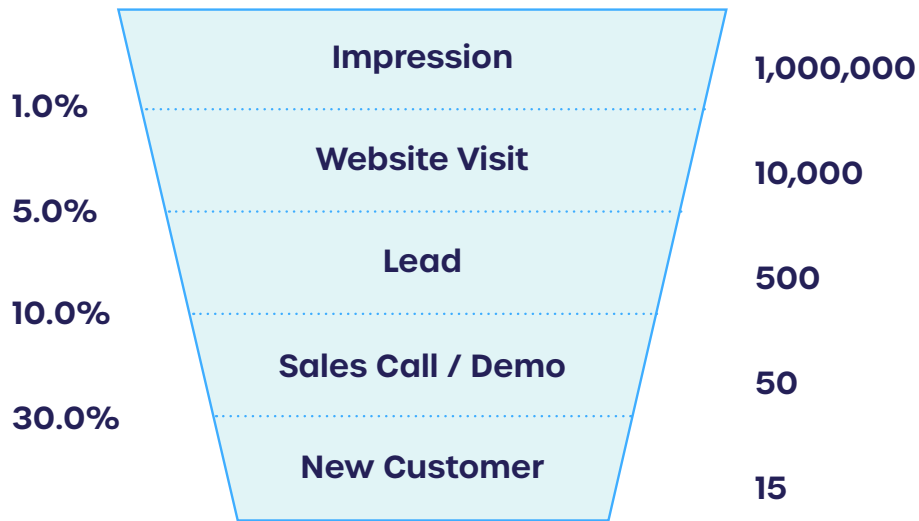 Impression
1,000,000
1.0%
Website Visit
10,000
5.0%
Lead
500
10.0%
Sales Call / Demo
50
30.0%
New Customer
15